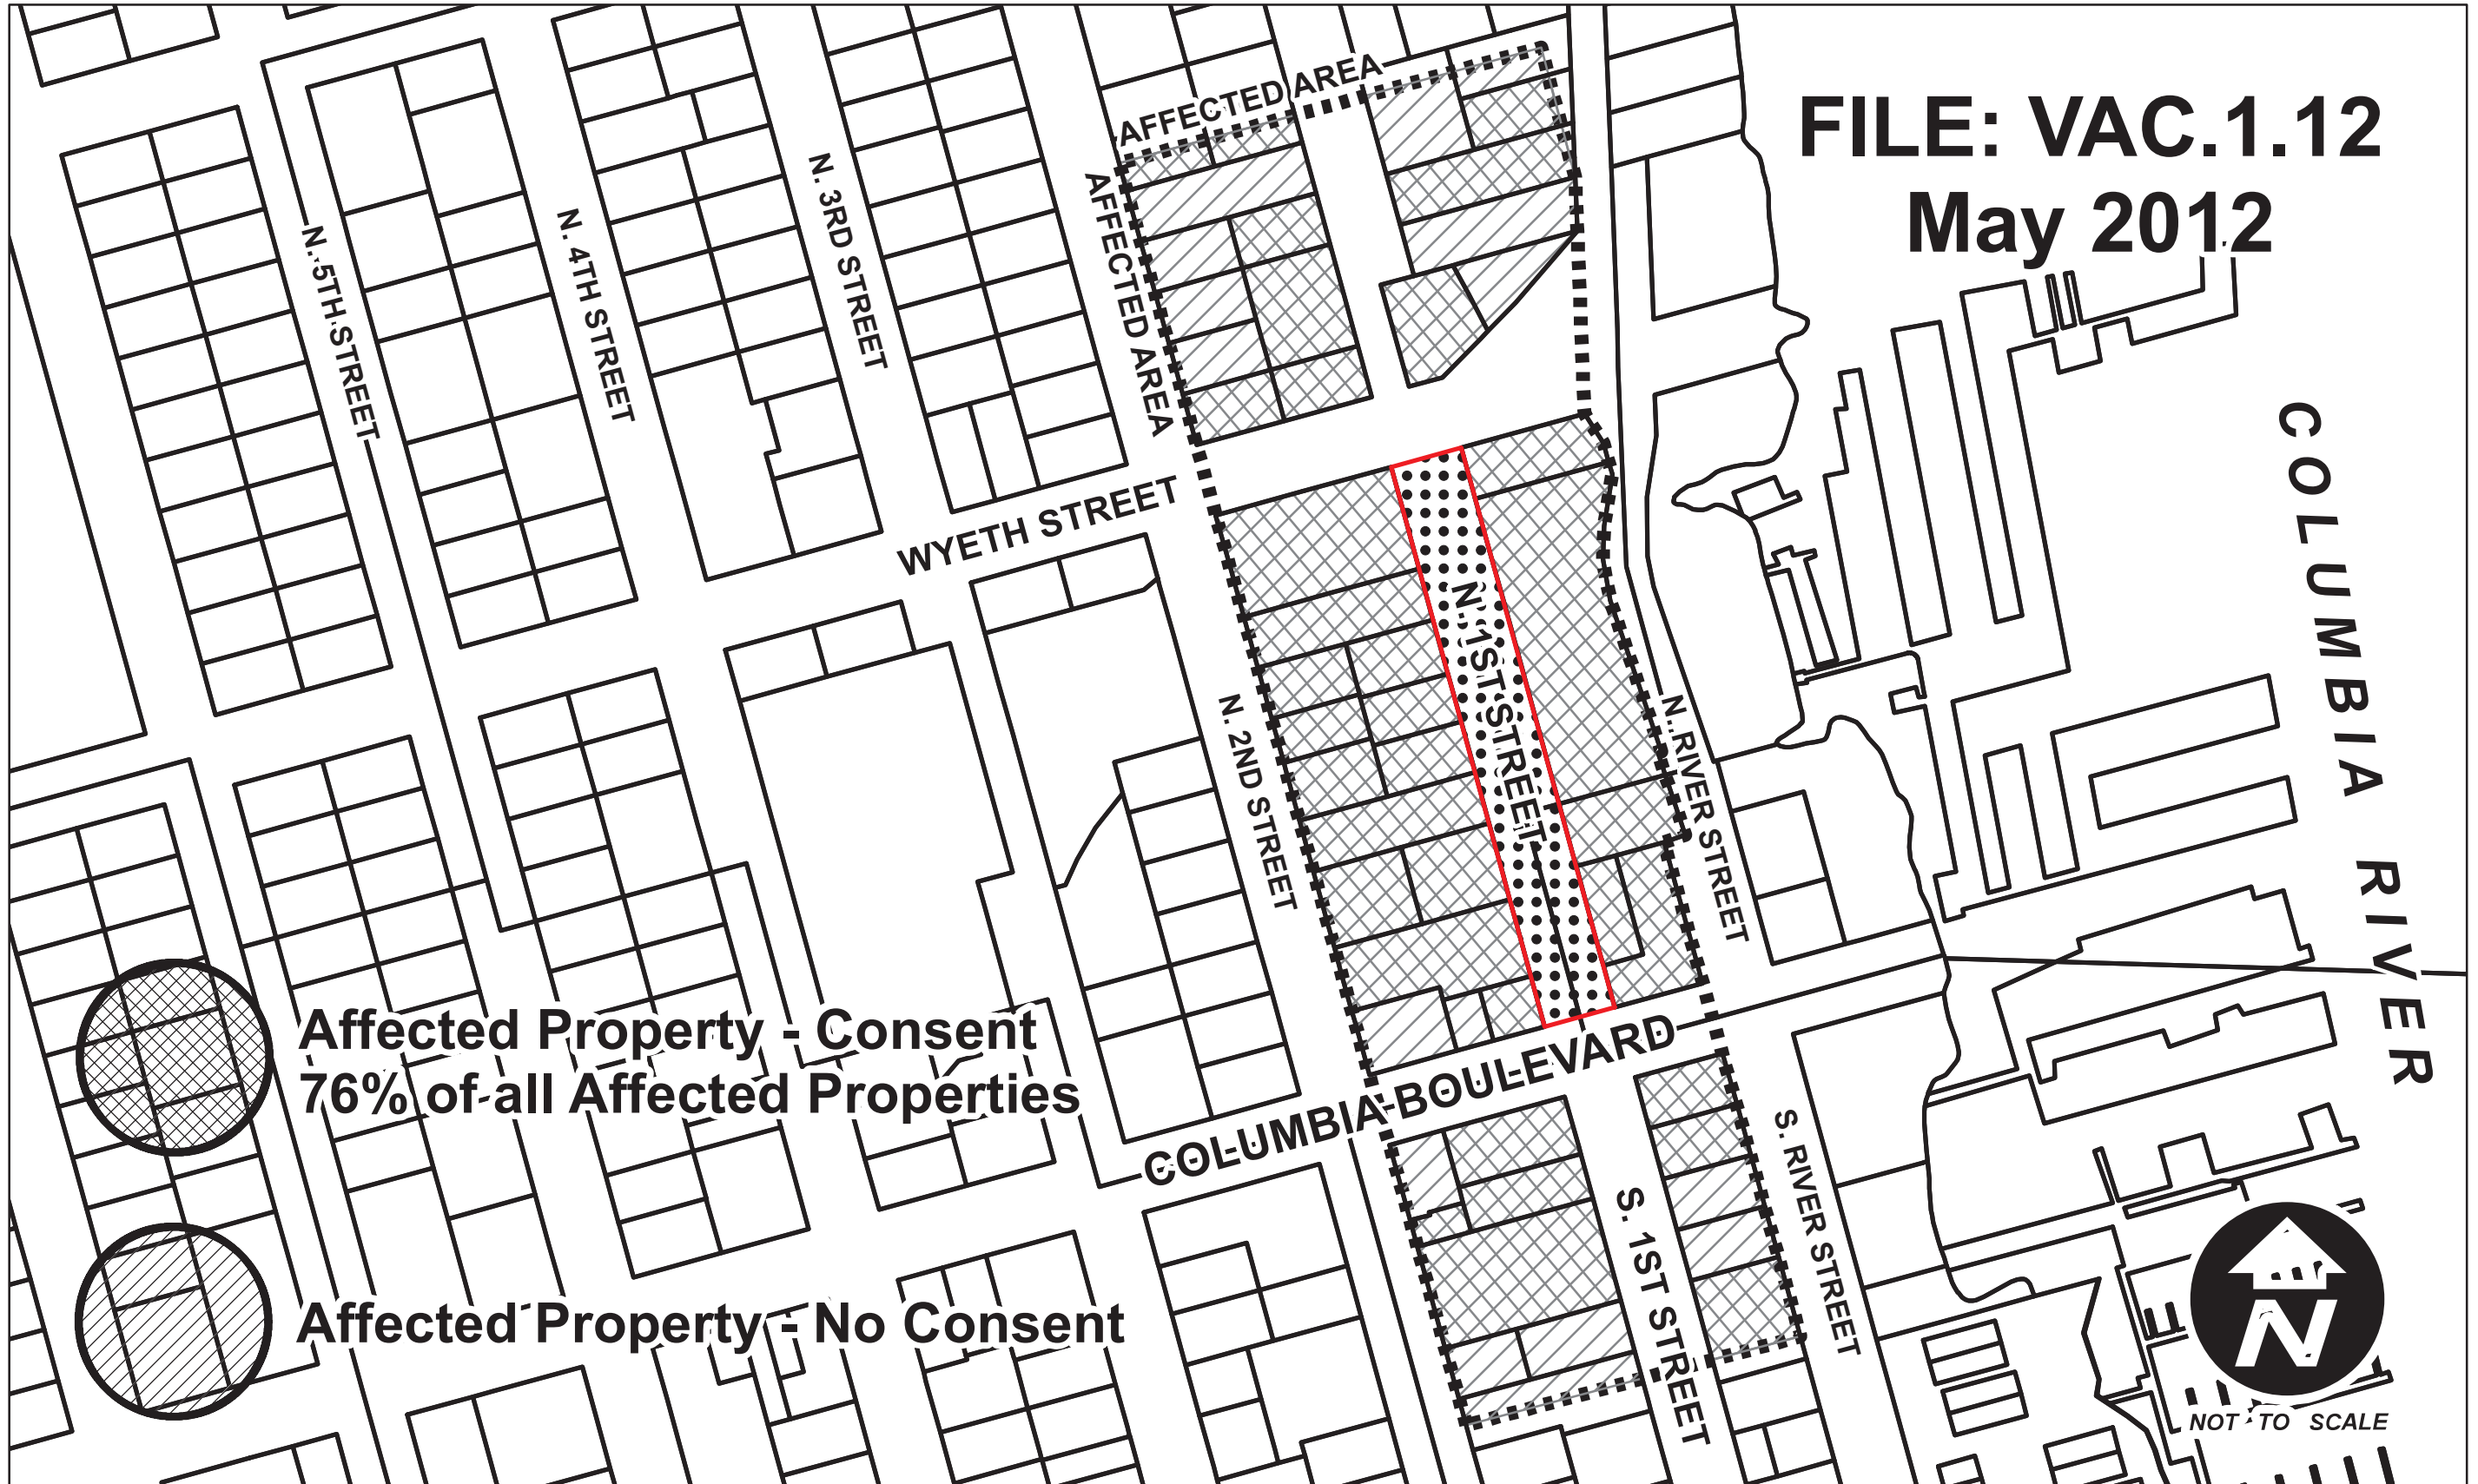 FILE: VAC.1.12
May 2012
AFFECTED AREA
AFFECTED AREA
N. 5TH STREET
N. 4TH STREET
N. 3RD STREET
WYETH STREET
N. 2ND STREET
N. 1ST STREET
N. RIVER STREET
COLUMBIA RIVER
COLUMBIA BOULEVARD
S. 1ST STREET
S. RIVER STREET
Affected Property - Consent
76% of all Affected Properties
Affected Property - No Consent
N
NOT TO SCALE